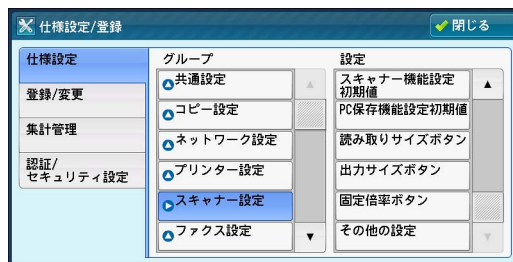 仕様設定/登録
閉じる
仕様設定
登録/変更
集計管理
認証/
セキュリティ設定
グループ
共通設定
コピー設定
ネットワーク設定
プリンター設定
スキャナー設定
ファクス設定
設定
スキャナー機能設定
初期値
PC保存機能設定初期値
読み取りサイズボタン
出力サイズボタン
固定倍率ボタン
その他の設定